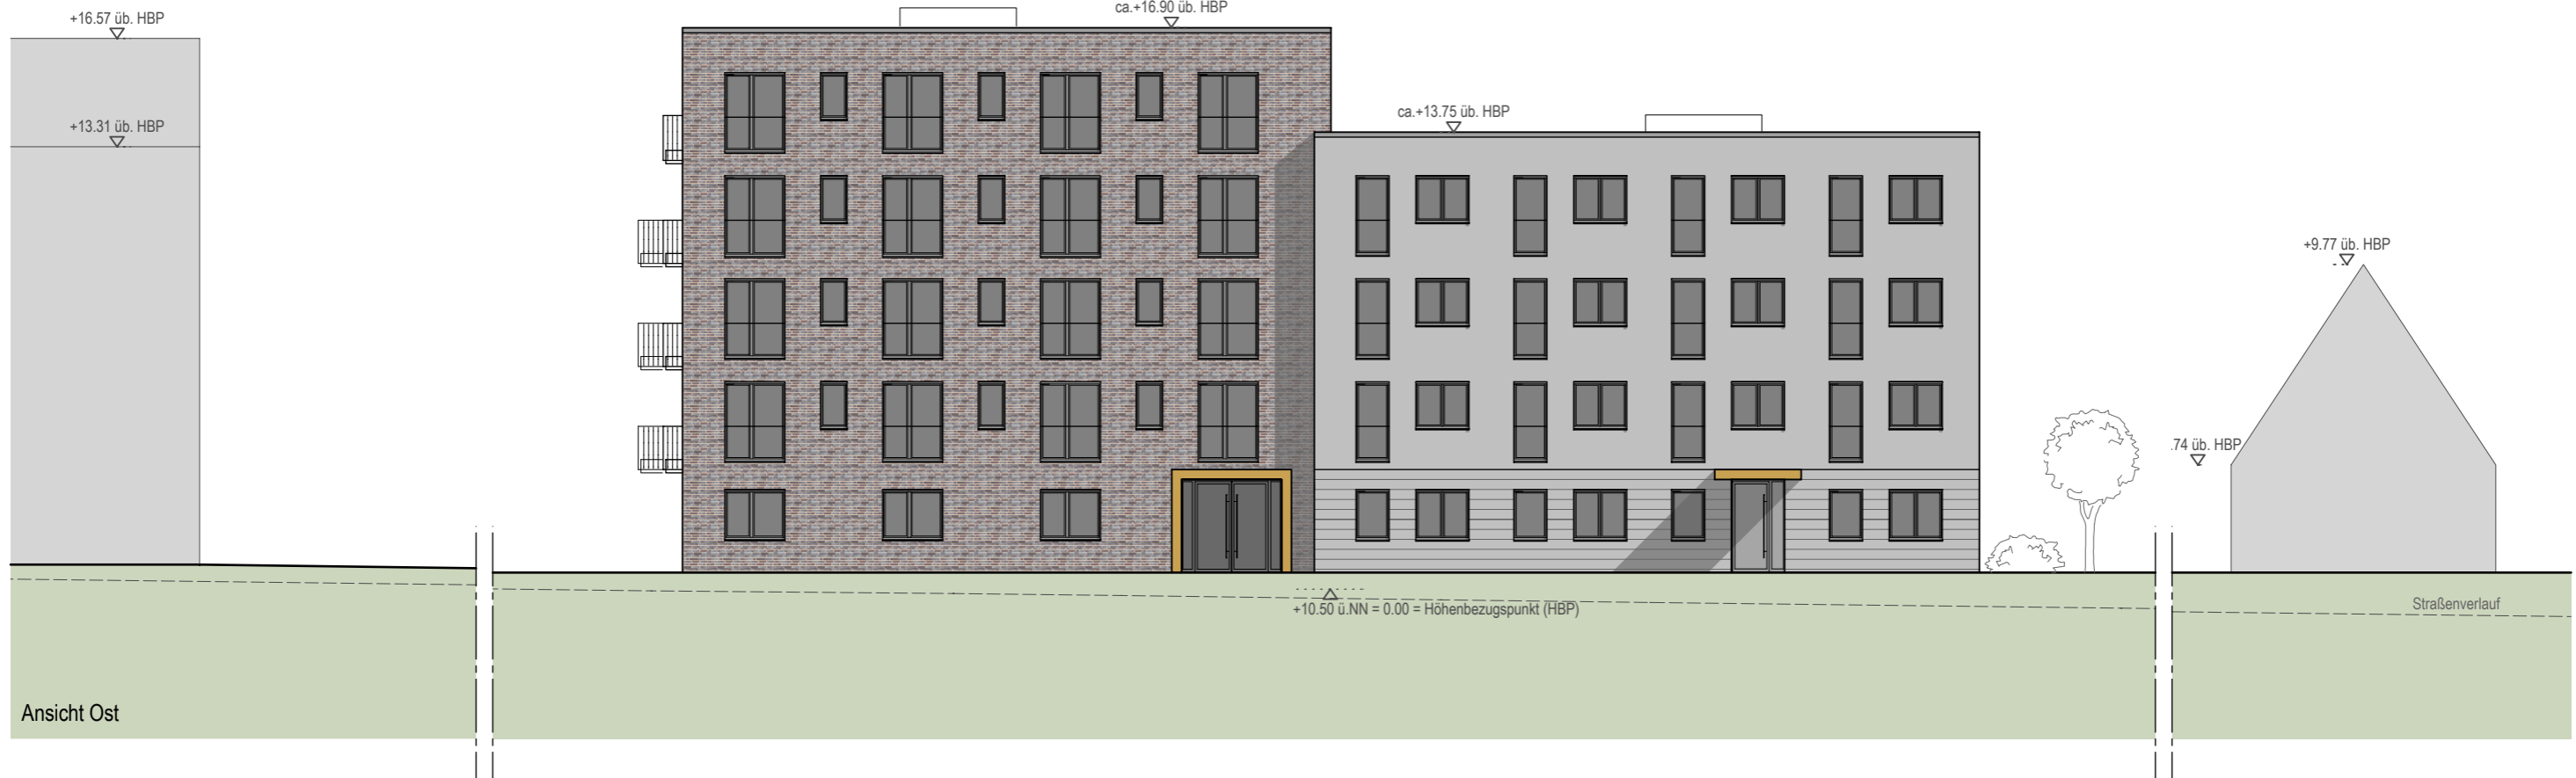 +16.57 üb. HBP
ca.+16.90 üb. HBP
+13.31 üb. HBP
ca.+13.75 üb. HBP
+9.77 üb. HBP
.74 üb. HBP
+10.50 ü.NN = 0.00 = Höhenbezugspunkt (HBP)
Straßenverlauf
Ansicht Ost